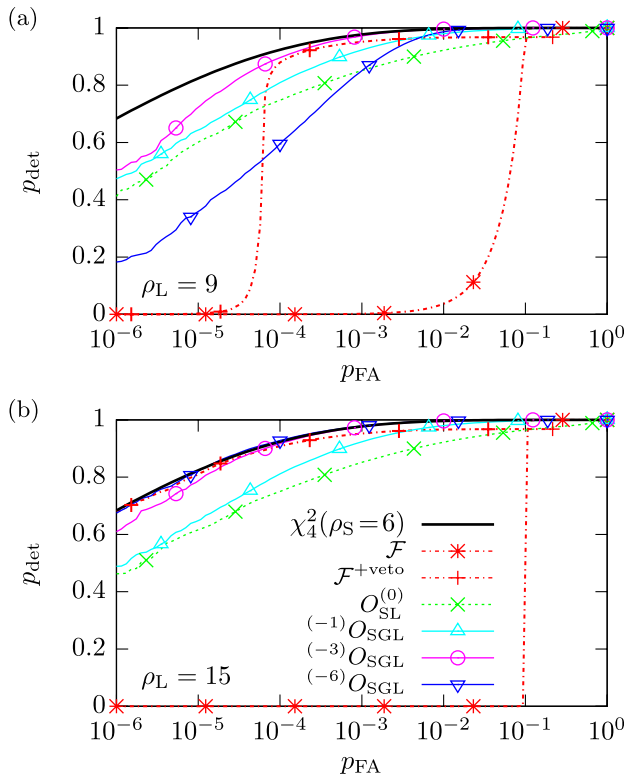 (a)
1
0.8
0.6
0.4
0.2
0
p_det
ρ_L = 9
10^−6 10^−5 10^−4 10^−3 10^−2 10^−1 10^0
p_FA
(b)
1
0.8
0.6
0.4
0.2
0
p_det
χ_4^2(ρ_S=6)
ℱ
ℱ^+veto
O_SL^(0)
^(−1)O_SGL
^(−3)O_SGL
^(−6)O_SGL
ρ_L = 15
10^−6 10^−5 10^−4 10^−3 10^−2 10^−1 10^0
p_FA